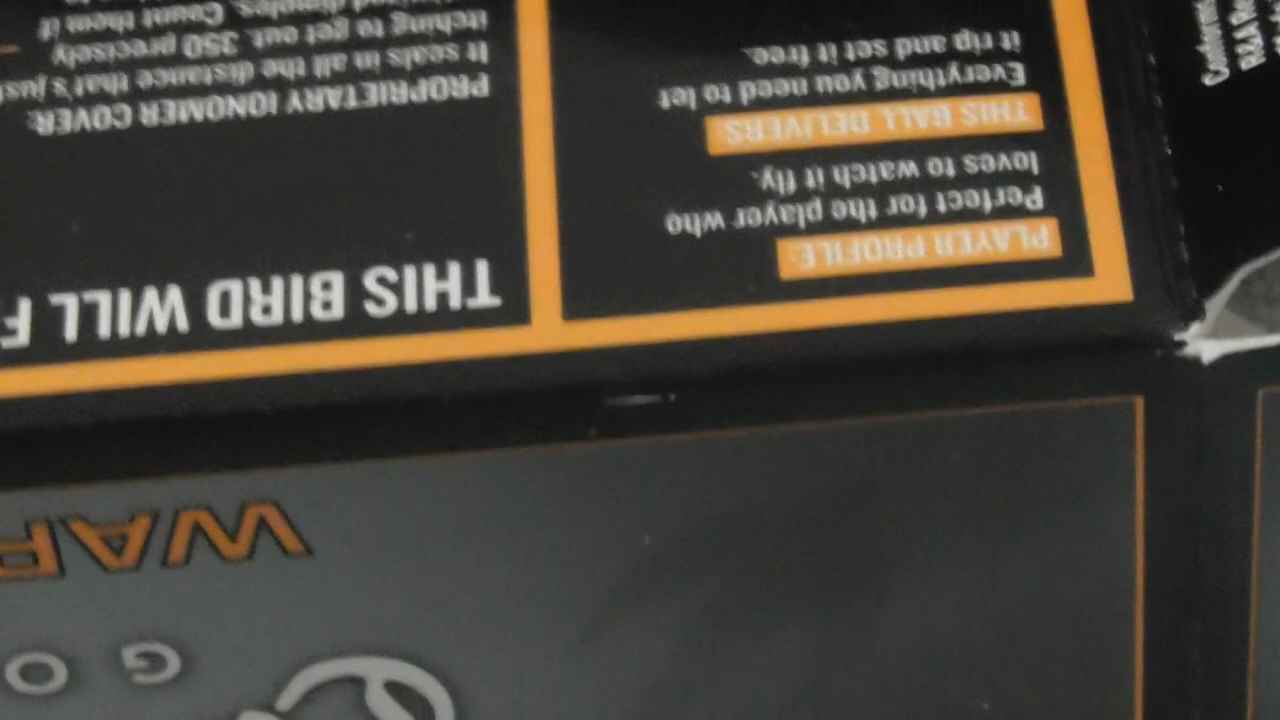 GO
WAR
PLAYER PROFILE:
Perfect for the player who
loves to watch it fly.
THIS BALL DELIVERS
Everything you need to let
it rip and set it free.
THIS BIRD WILL F
PROPRIETARY IONOMER COVER:
It seals in all the distance that's just
itching to get out. 350 precisely
dimples. Count them if
Conforms
R&A